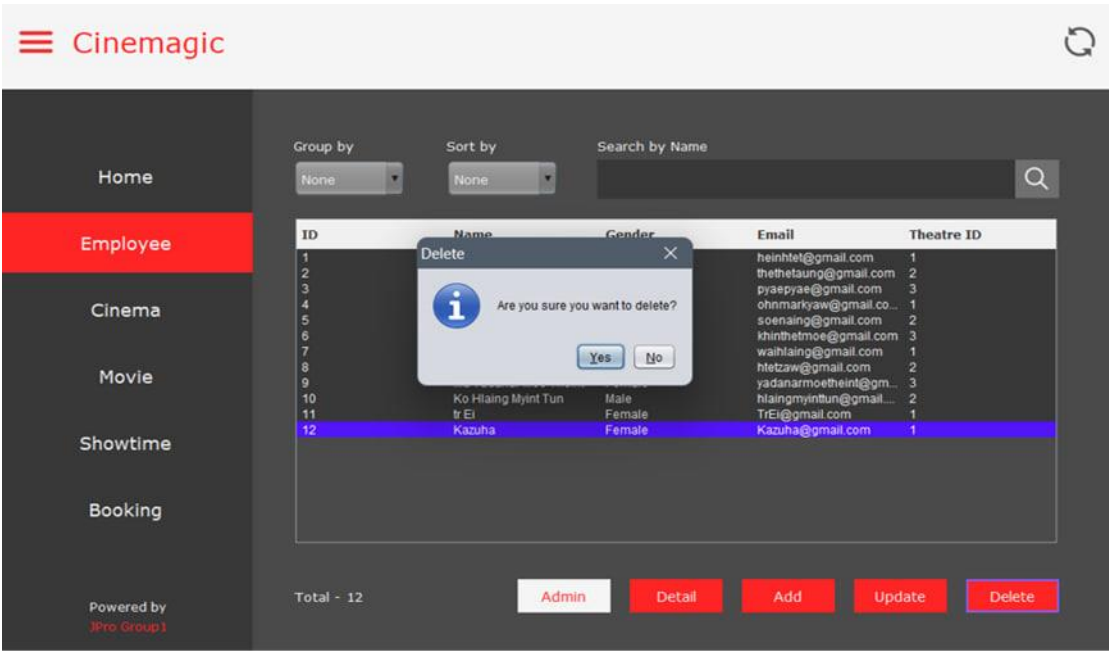 Cinemagic
Group by Sort by Search by Name
Home None None
Employee
Cinema
Movie
Showtime
Booking
ID Name Gender Email Theatre ID
1 heinhtet@gmail.com 1
2 thethetaung@gmail.com 2
3 pyaepyae@gmail.com 3
4 ohnmarkyaw@gmail.co... 1
5 soenaing@gmail.com 2
6 khinthetmoe@gmail.com 3
7 waihlaing@gmail.com 1
8 htetzaw@gmail.com 2
9 yadanarmoetheint@gm... 3
10 Ko Hlaing Myint Tun Male hlaingmyinttun@gmail.... 2
11 tr Ei Female TrEi@gmail.com 1
12 Kazuha Female Kazuha@gmail.com 1
Delete
Are you sure you want to delete?
Yes No
Total - 12 Admin Detail Add Update Delete
Powered by
JPro Group1